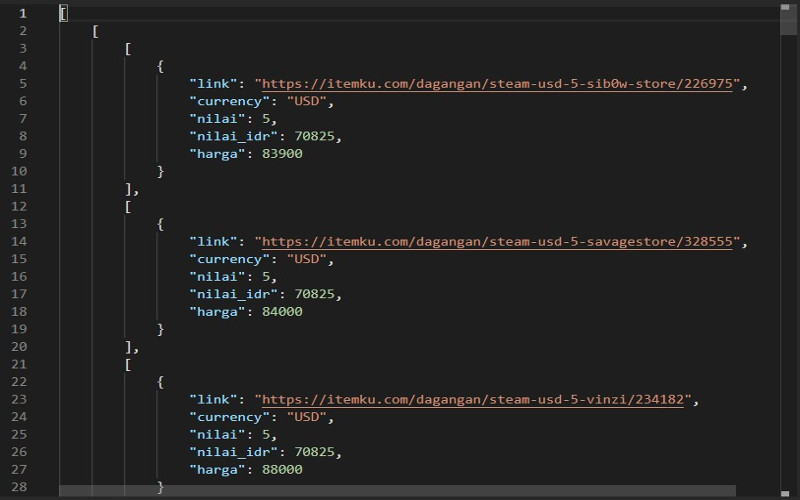 1 [
2 [
3 [
4 {
5 "link": "https://itemku.com/dagangan/steam-usd-5-sib0w-store/226975",
6 "currency": "USD",
7 "nilai": 5,
8 "nilai_idr": 70825,
9 "harga": 83900
10 }
11 ],
12 [
13 {
14 "link": "https://itemku.com/dagangan/steam-usd-5-savagestore/328555",
15 "currency": "USD",
16 "nilai": 5,
17 "nilai_idr": 70825,
18 "harga": 84000
19 }
20 ],
21 [
22 {
23 "link": "https://itemku.com/dagangan/steam-usd-5-vinzi/234182",
24 "currency": "USD",
25 "nilai": 5,
26 "nilai_idr": 70825,
27 "harga": 88000
28 }